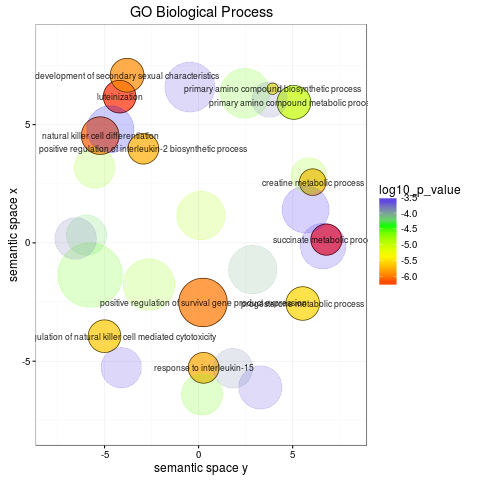 GO Biological Process
development of secondary sexual characteristics
luteinization
primary amino compound biosynthetic process
primary amino compound metabolic proc
natural killer cell differentiation
positive regulation of interleukin-2 biosynthetic process
creatine metabolic process
succinate metabolic proc
positive regulation of survival gene product expression
progesterone metabolic process
gulation of natural killer cell mediated cytotoxicity
response to interleukin-15
5
0
-5
semantic space x
-5
0
5
semantic space y
log10_p_value
-3.5
-4.0
-4.5
-5.0
-5.5
-6.0